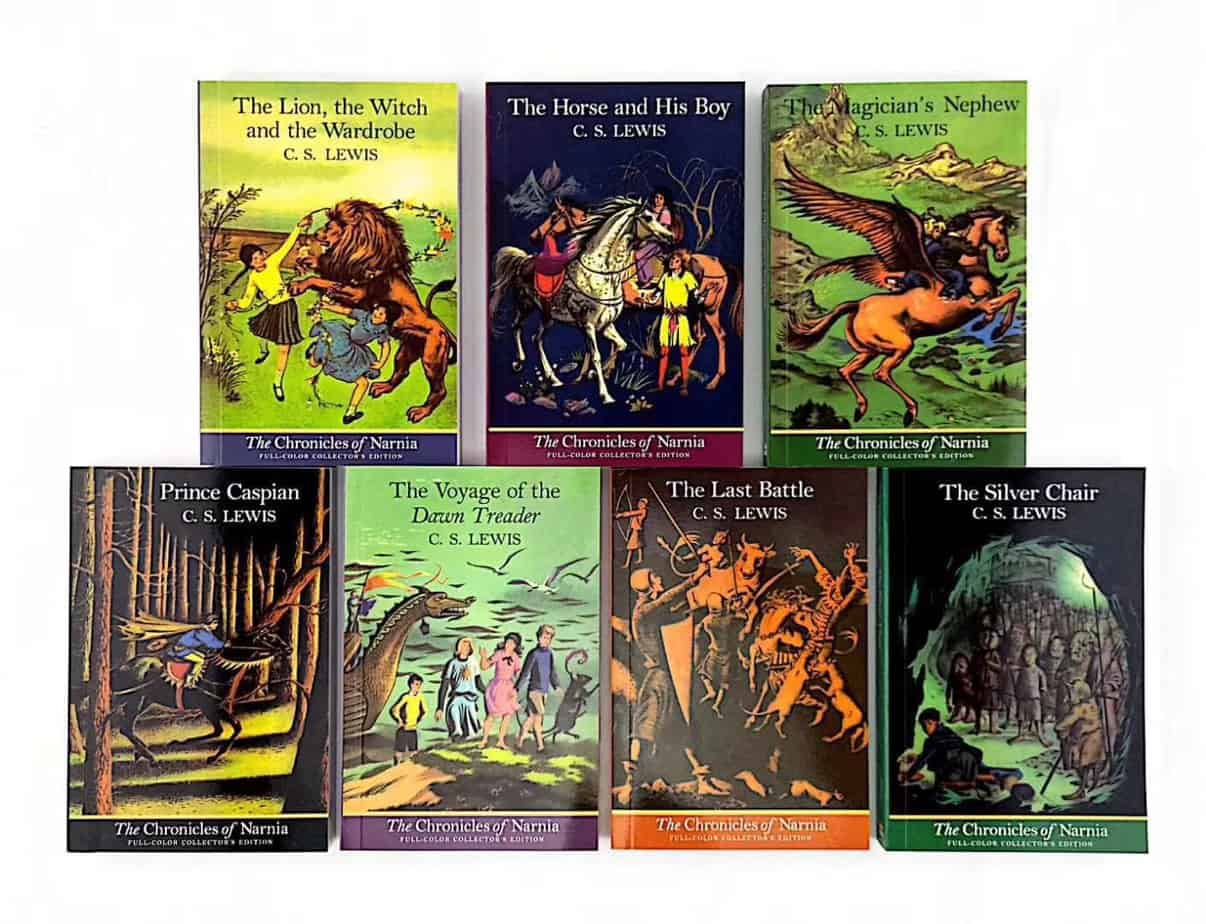 The Lion, the Witch
and the Wardrobe
C. S. LEWIS
The Chronicles of Narnia
FULL-COLOR COLLECTOR'S EDITION
The Horse and His Boy
C. S. LEWIS
The Chronicles of Narnia
FULL-COLOR COLLECTOR'S EDITION
The Magician's Nephew
C. S. LEWIS
The Chronicles of Narnia
FULL-COLOR COLLECTOR'S EDITION
Prince Caspian
C. S. LEWIS
The Chronicles of Narnia
FULL-COLOR COLLECTOR'S EDITION
The Voyage of the
Dawn Treader
C. S. LEWIS
The Chronicles of Narnia
FULL-COLOR COLLECTOR'S EDITION
The Last Battle
C. S. LEWIS
The Chronicles of Narnia
FULL-COLOR COLLECTOR'S EDITION
The Silver Chair
C. S. LEWIS
The Chronicles of Narnia
FULL-COLOR COLLECTOR'S EDITION